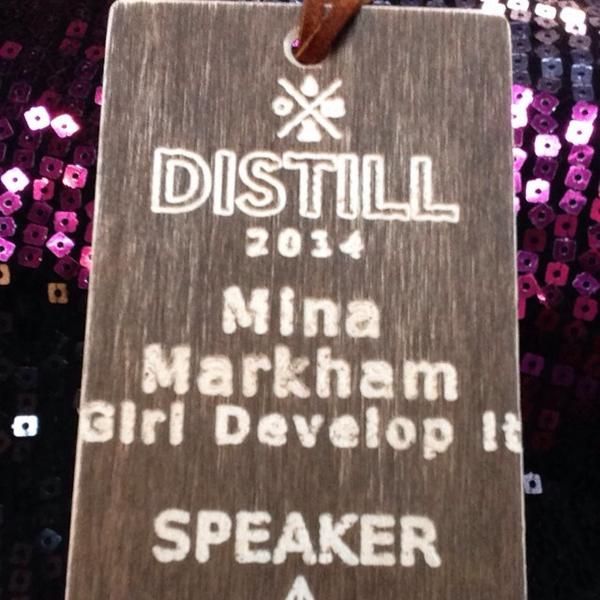 DISTILL
2014
Mina
Markham
Girl Develop It
SPEAKER